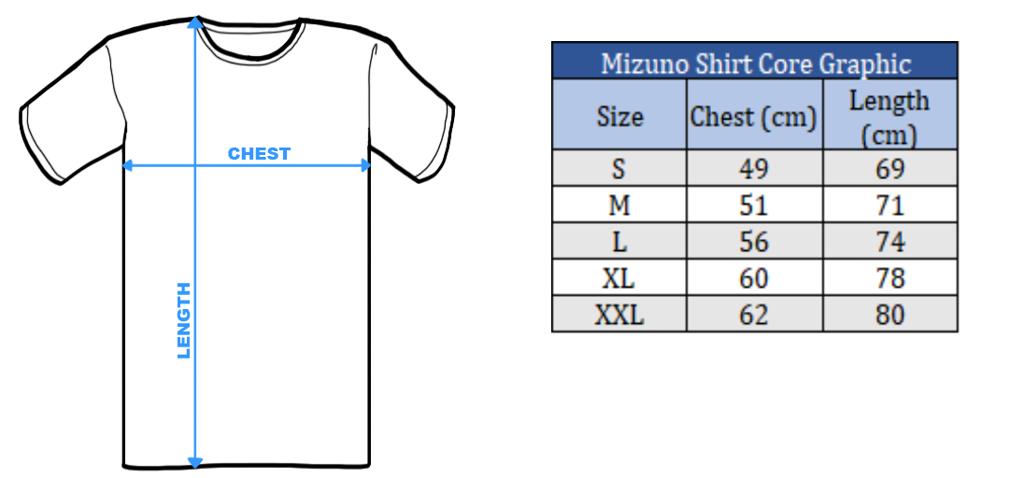 CHEST
LENGTH
Mizuno Shirt Core Graphic
Size Chest (cm) Length
(cm)
S 49 69
M 51 71
L 56 74
XL 60 78
XXL 62 80